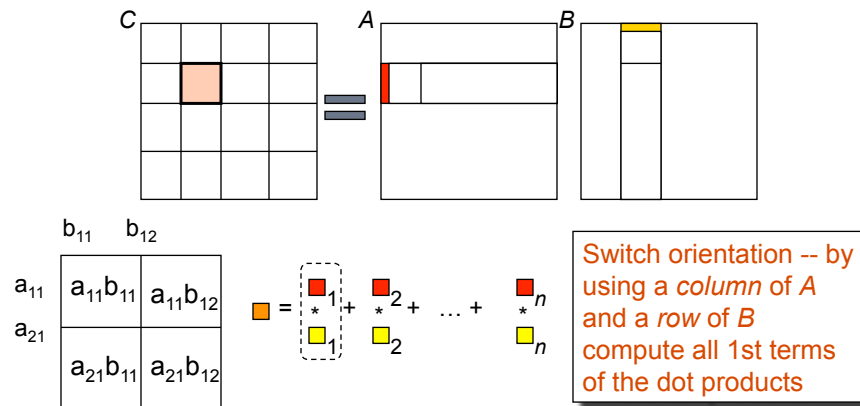 C A B
b₁₁ b₁₂
a₁₁ a₁₁b₁₁ a₁₁b₁₂
a₂₁ a₂₁b₁₁ a₂₁b₁₂
= 1 + 2 + … + n
* * *
1 2 n
Switch orientation -- by
using a column of A
and a row of B
compute all 1st terms
of the dot products